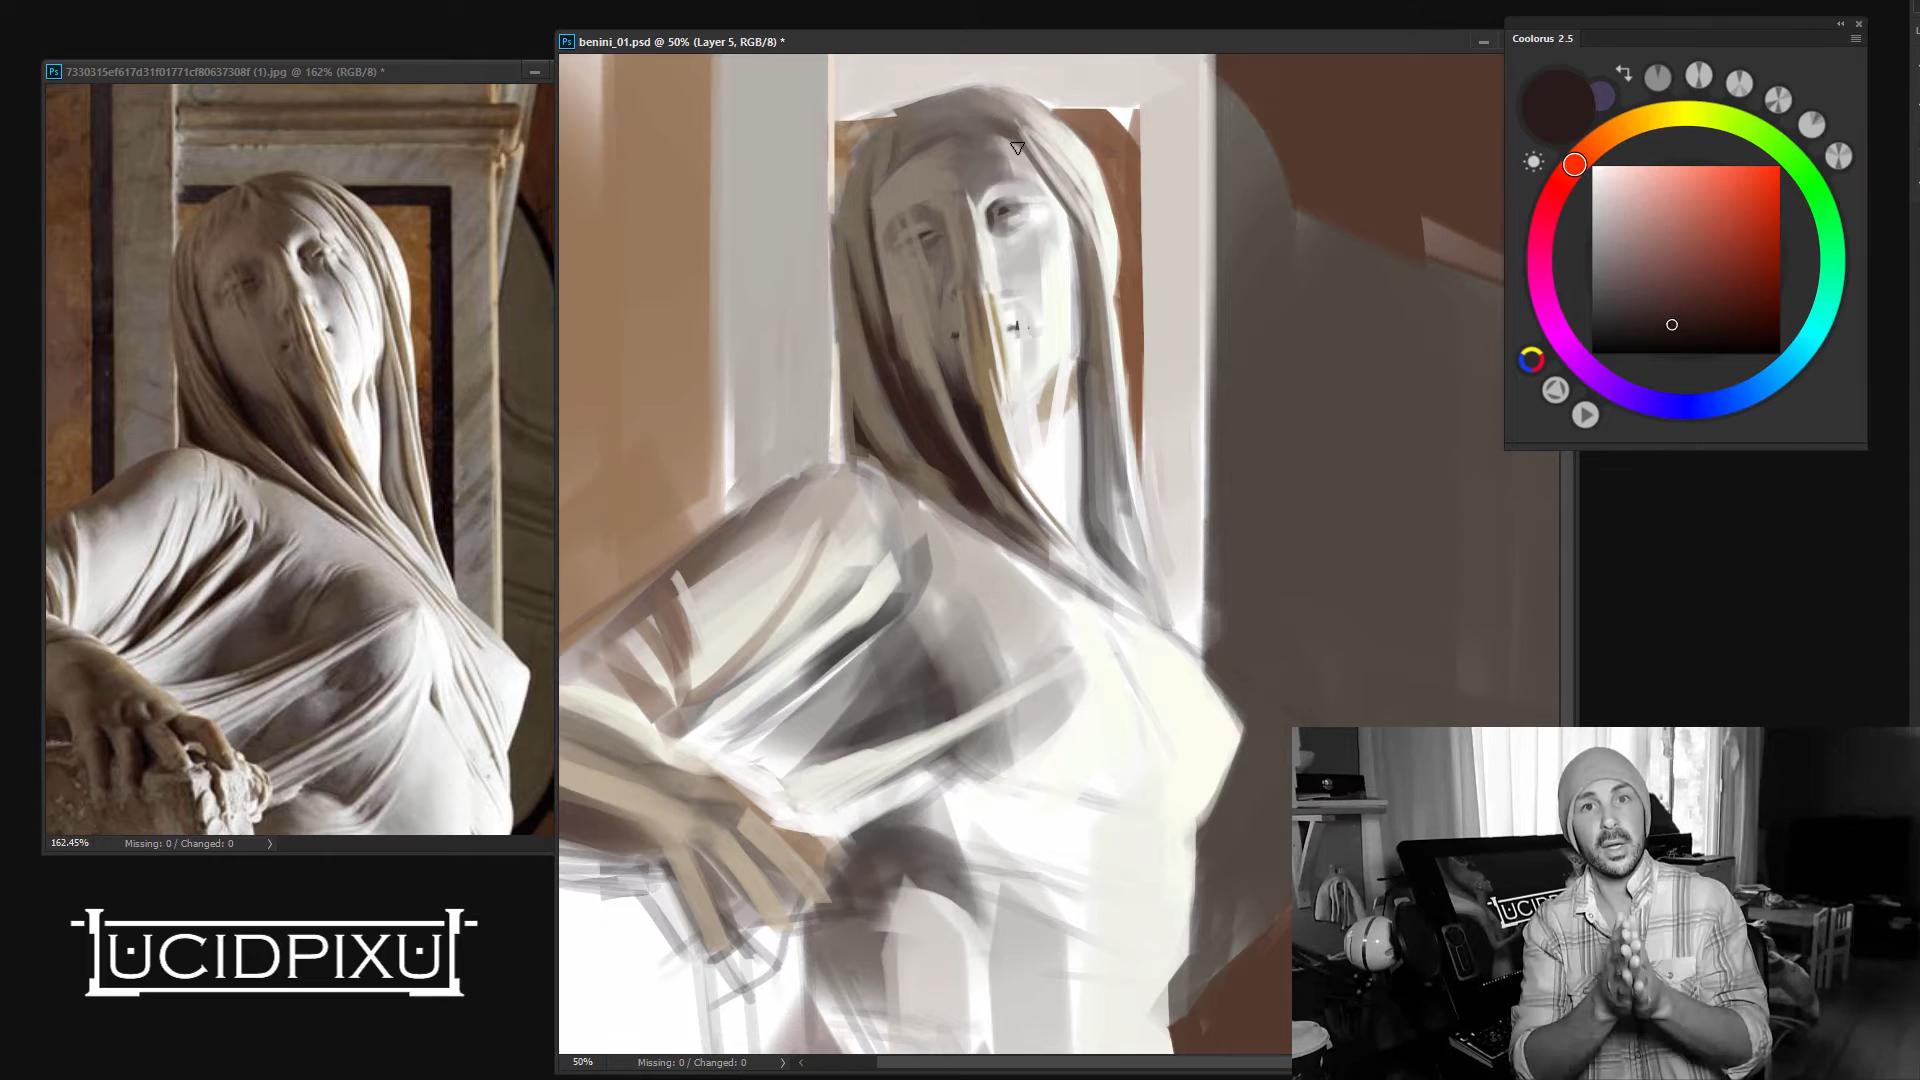 benini_01.psd @ 50% (Layer 5, RGB/8) *
Coolorus 2.5
7330315ef617d31f01771cf80637308f (1).jpg @ 162% (RGB/8) *
162.45%
Missing: 0 / Changed: 0
LUCIDPIXUL
50%
Missing: 0 / Changed: 0